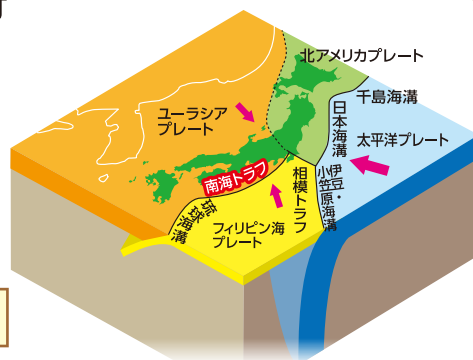 北アメリカプレート
千島海溝
日本海溝
太平洋プレート
ユーラシア
プレート
伊豆・
小笠原海溝
相模トラフ
南海トラフ
琉球海溝
フィリピン海
プレート